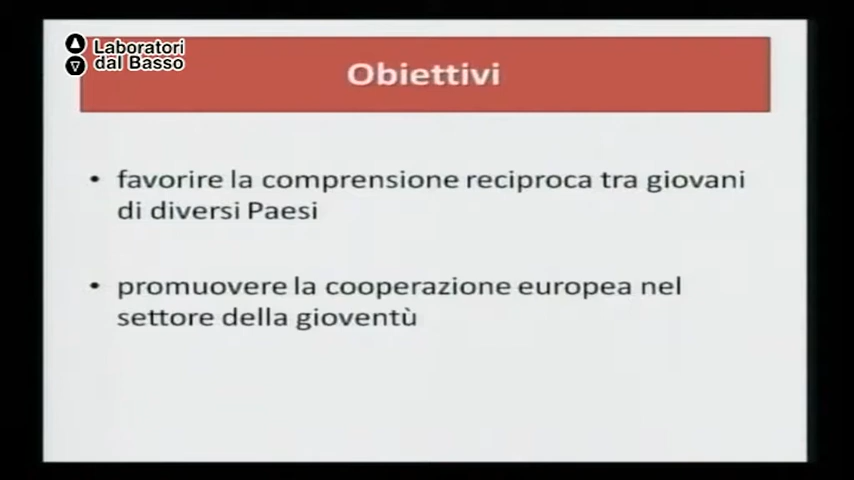 Laboratori
dal Basso
Obiettivi
• favorire la comprensione reciproca tra giovani
di diversi Paesi
• promuovere la cooperazione europea nel
settore della gioventù